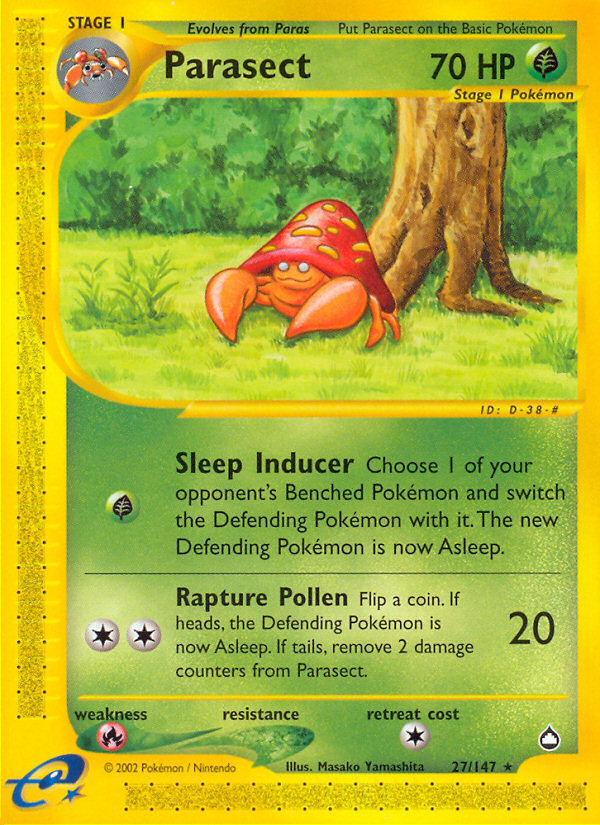 STAGE 1 Evolves from Paras Put Parasect on the Basic Pokémon
Parasect 70 HP
Stage 1 Pokémon
ID: D-38-#
Sleep Inducer Choose 1 of your
opponent's Benched Pokémon and switch
the Defending Pokémon with it. The new
Defending Pokémon is now Asleep.
Rapture Pollen Flip a coin. If
heads, the Defending Pokémon is
now Asleep. If tails, remove 2 damage
counters from Parasect.
20
weakness resistance retreat cost
© 2002 Pokémon / Nintendo Illus. Masako Yamashita 27/147 ★
e